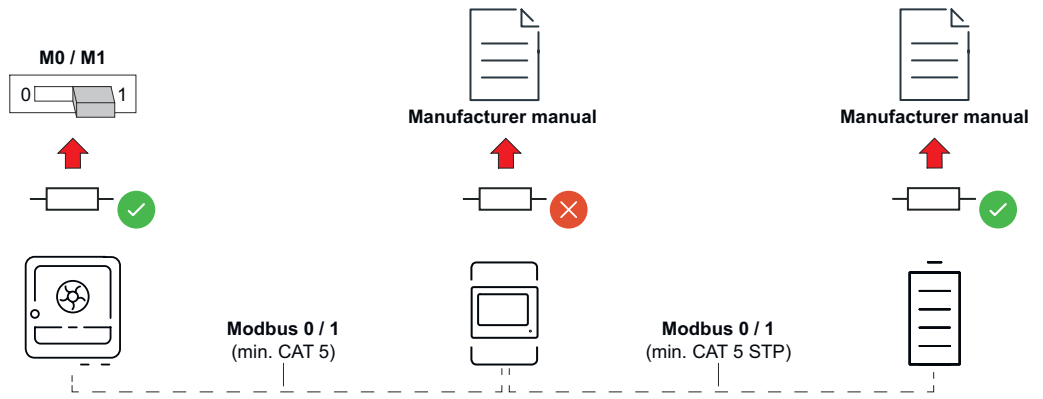 M0 / M1
0 1
Manufacturer manual
Manufacturer manual
Modbus 0 / 1
(min. CAT 5)
Modbus 0 / 1
(min. CAT 5 STP)